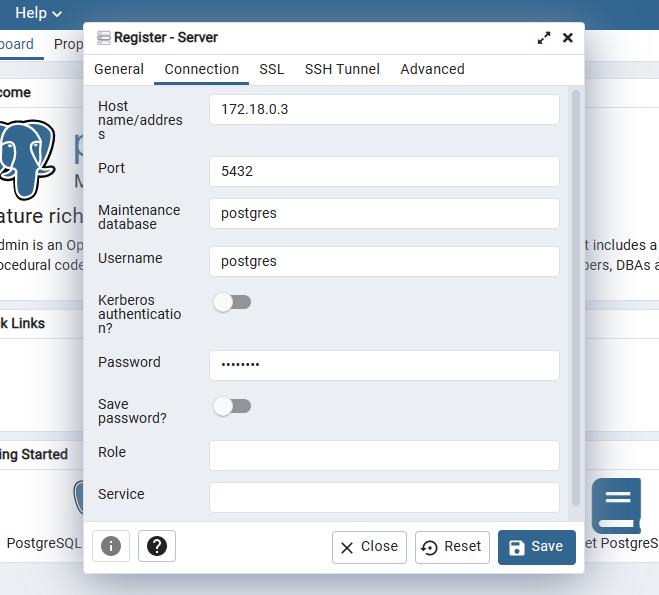 Help
board Prop
Register - Server
General Connection SSL SSH Tunnel Advanced
come
Host
name/addres
s
172.18.0.3
Port
5432
Maintenance
database
postgres
ature rich
dmin is an Op
t includes a
ocedural code
pers, DBAs a
Username
postgres
Kerberos
authenticatio
n?
k Links
Password
••••••••
Save
password?
Role
ing Started
Service
PostgreSQL
et PostgreS
Close Reset Save